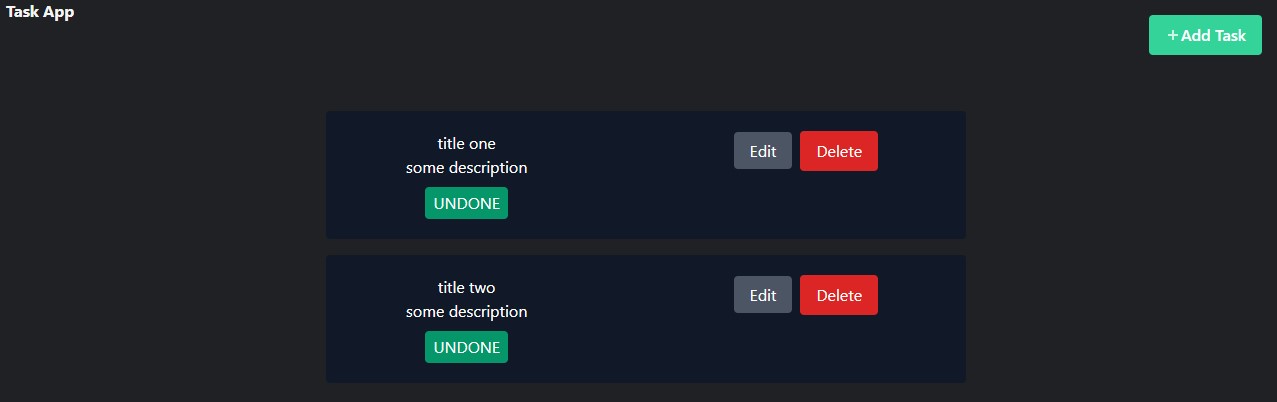 Task App
+ Add Task
title one
some description
UNDONE
Edit
Delete
title two
some description
UNDONE
Edit
Delete